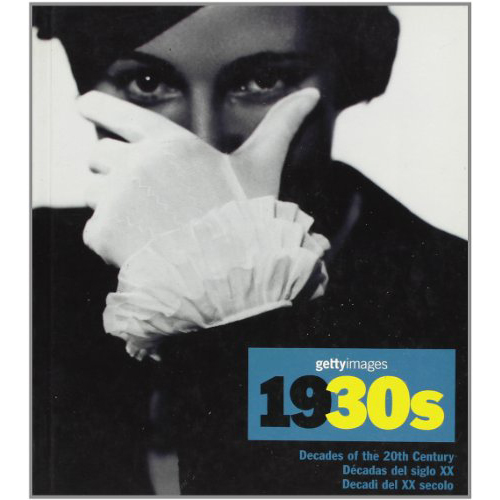 gettyimages
1930s
Decades of the 20th Century
Décadas del siglo XX
Decadi del XX secolo